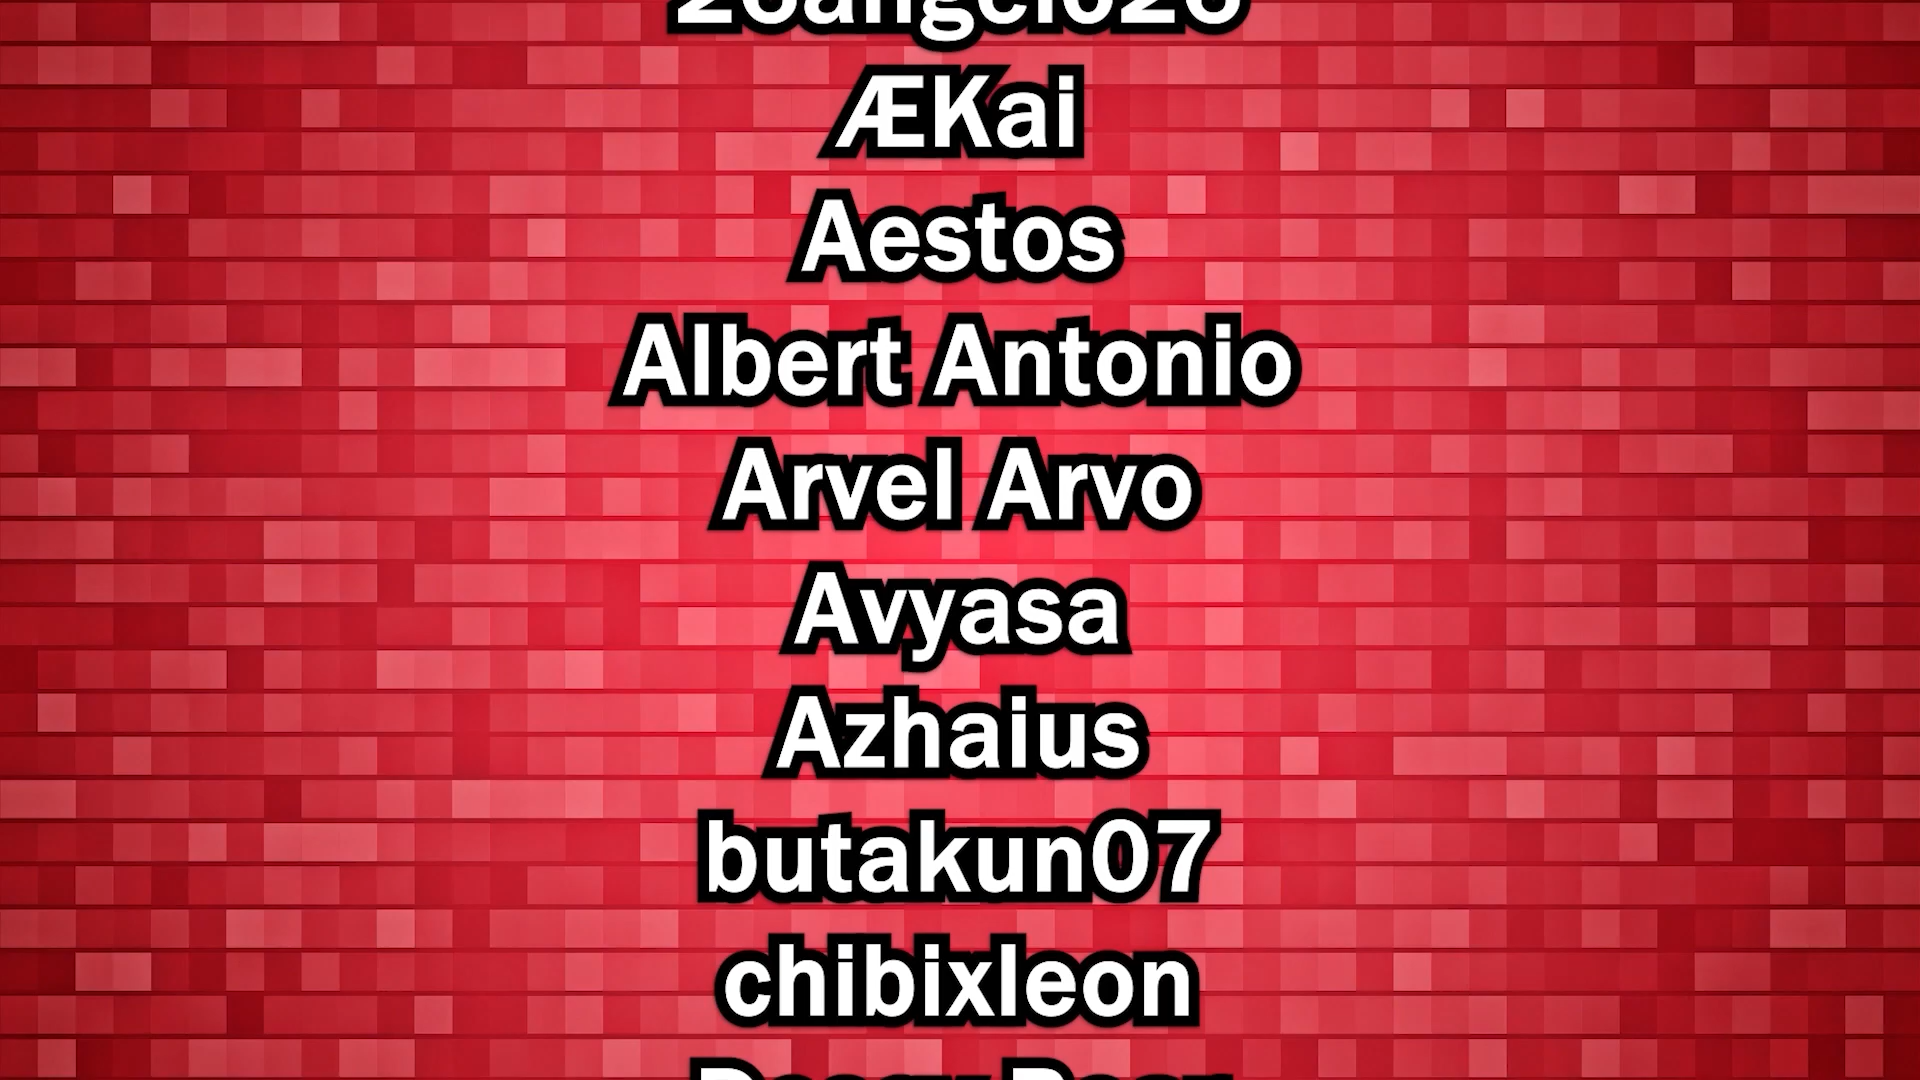 ÆKai
Aestos
Albert Antonio
Arvel Arvo
Avyasa
Azhaius
butakun07
chibixleon